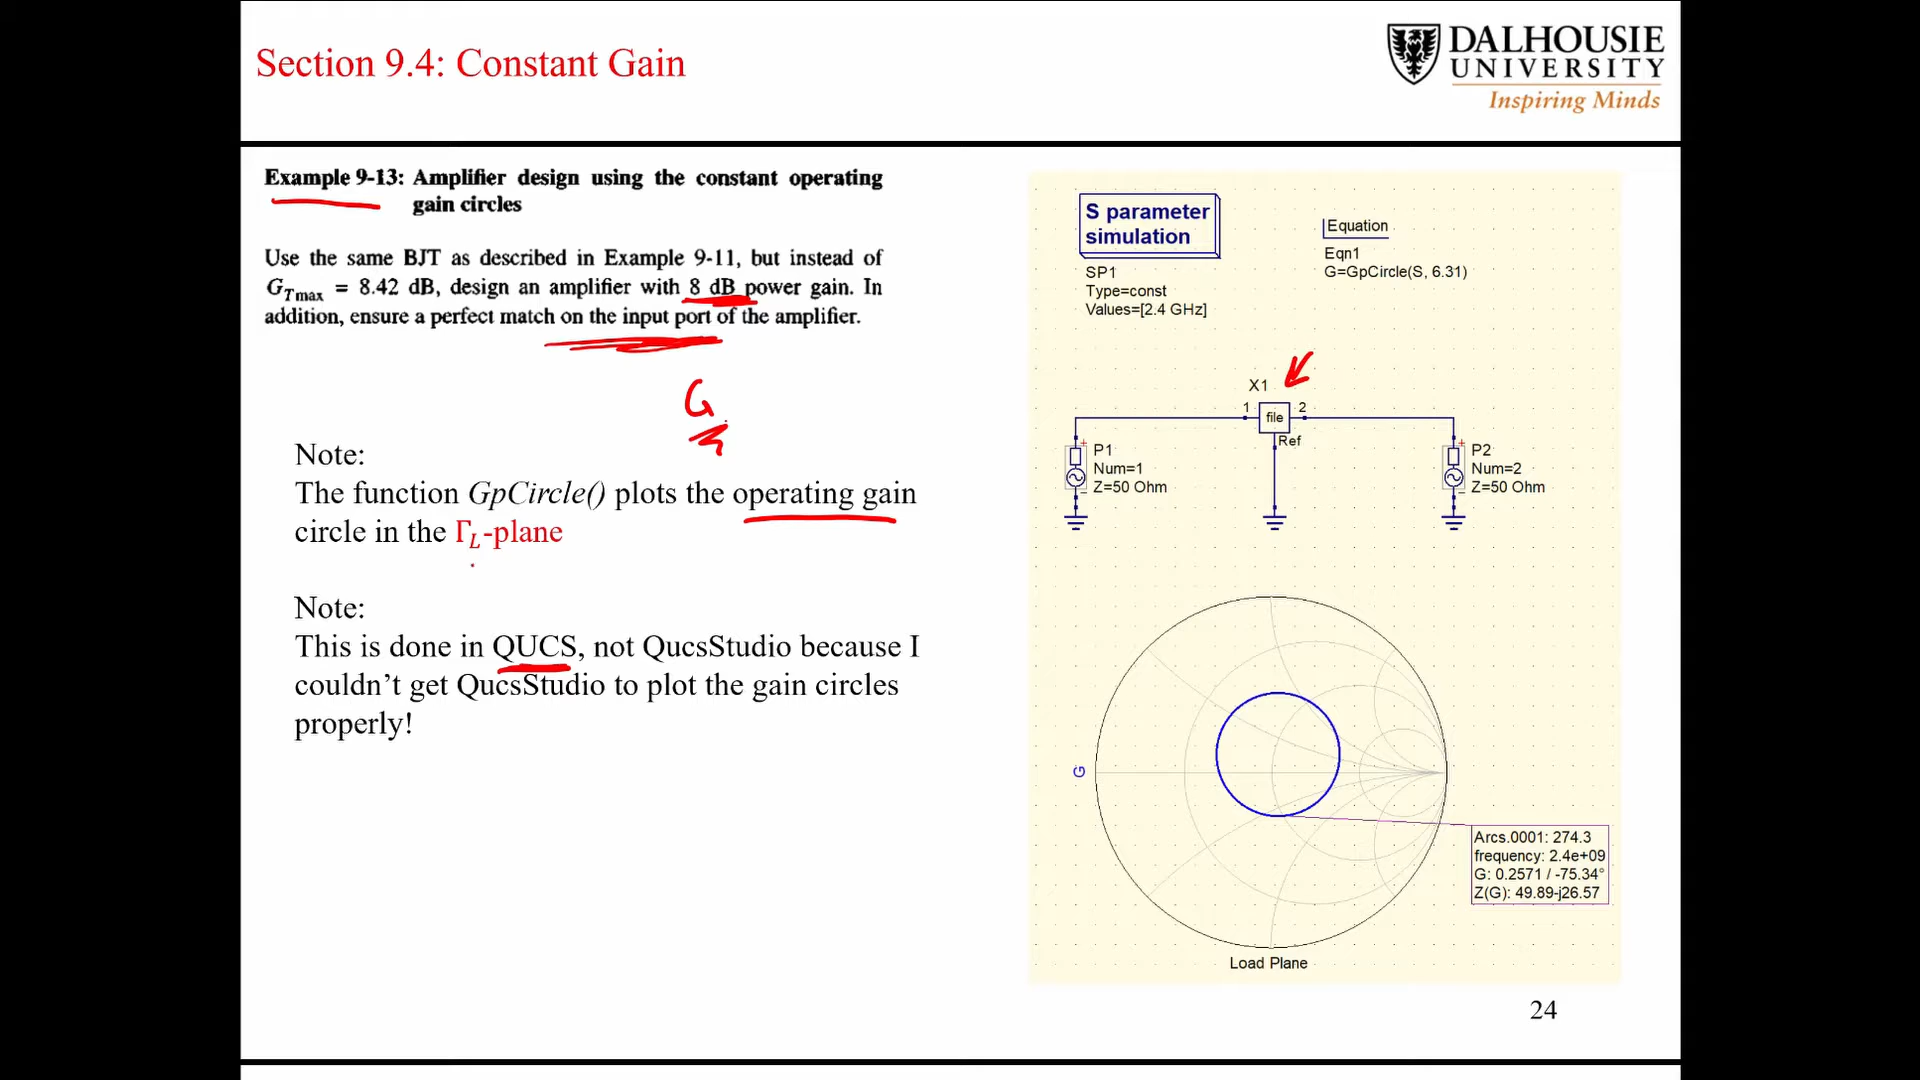 Section 9.4: Constant Gain
DALHOUSIE
UNIVERSITY
Inspiring Minds
Example 9-13: Amplifier design using the constant operating
gain circles
Use the same BJT as described in Example 9-11, but instead of
G_Tmax = 8.42 dB, design an amplifier with 8 dB power gain. In
addition, ensure a perfect match on the input port of the amplifier.
G
Note:
The function GpCircle() plots the operating gain
circle in the Γ_L-plane
Note:
This is done in QUCS, not QucsStudio because I
couldn't get QucsStudio to plot the gain circles
properly!
S parameter
simulation
SP1
Type=const
Values=[2.4 GHz]
Equation
Eqn1
G=GpCircle(S, 6.31)
X1
1
file
2
Ref
P1
Num=1
Z=50 Ohm
P2
Num=2
Z=50 Ohm
G
Arcs.0001: 274.3
frequency: 2.4e+09
G: 0.2571 / -75.34°
Z(G): 49.89-j26.57
Load Plane
24